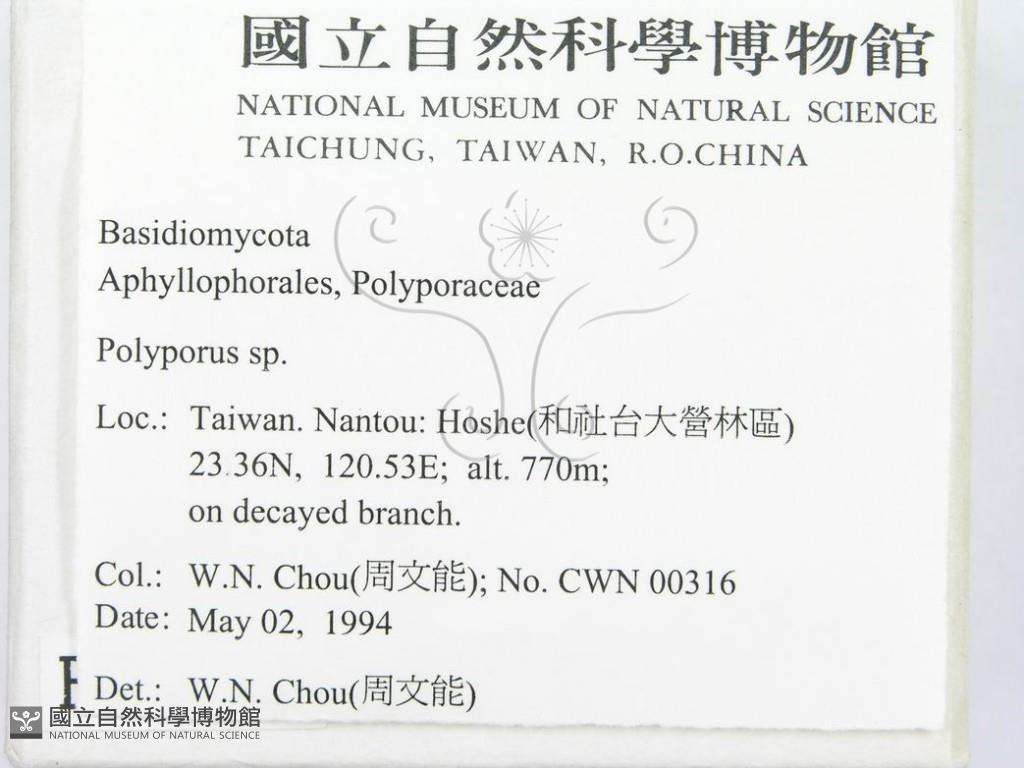 國立自然科學博物館
NATIONAL MUSEUM OF NATURAL SCIENCE
TAICHUNG, TAIWAN, R.O.CHINA
Basidiomycota
Aphyllophorales, Polyporaceae
Polyporus sp.
Loc.: Taiwan. Nantou: Hoshe(和社台大營林區)
23.36N, 120.53E; alt. 770m;
on decayed branch.
Col.: W.N. Chou(周文能); No. CWN 00316
Date: May 02, 1994
Det.: W.N. Chou(周文能)
國立自然科學博物館
NATIONAL MUSEUM OF NATURAL SCIENCE